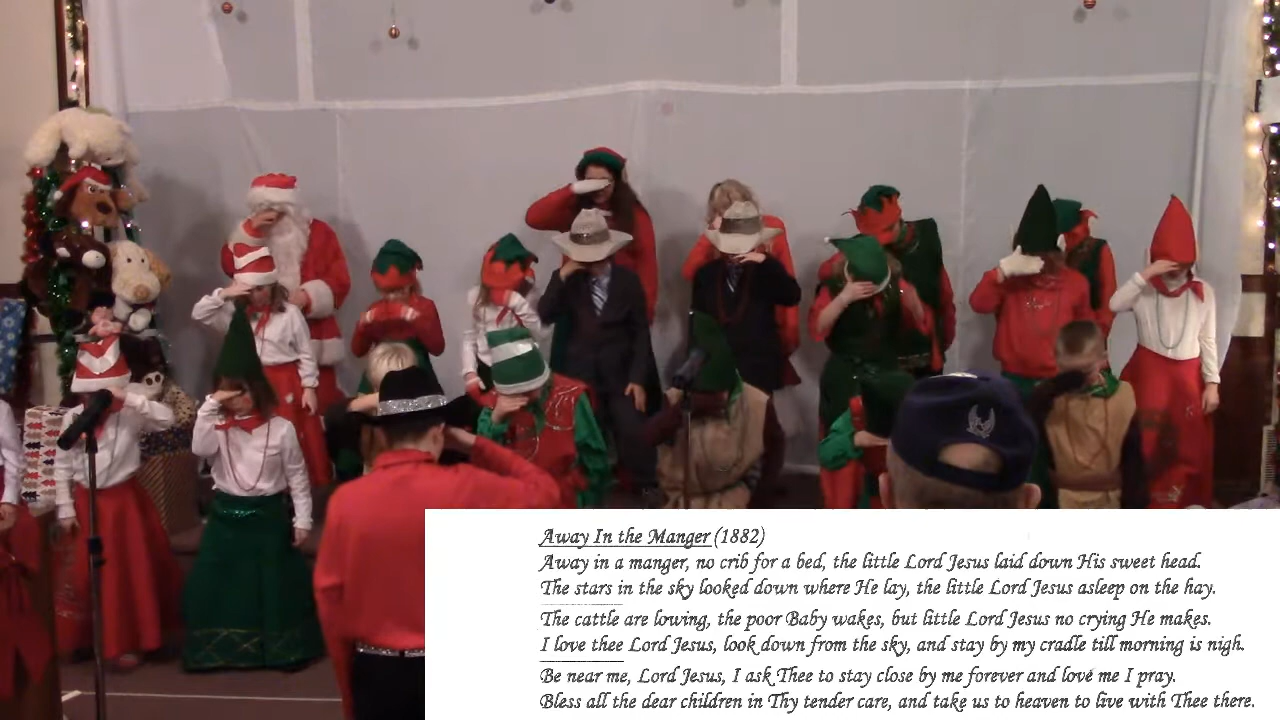 Away In the Manger (1882)
Away in a manger, no crib for a bed, the little Lord Jesus laid down His sweet head.
The stars in the sky looked down where He lay, the little Lord Jesus asleep on the hay.
The cattle are lowing, the poor Baby wakes, but little Lord Jesus no crying He makes.
I love thee Lord Jesus, look down from the sky, and stay by my cradle till morning is nigh.
Be near me, Lord Jesus, I ask Thee to stay close by me forever and love me I pray.
Bless all the dear children in Thy tender care, and take us to heaven to live with Thee there.